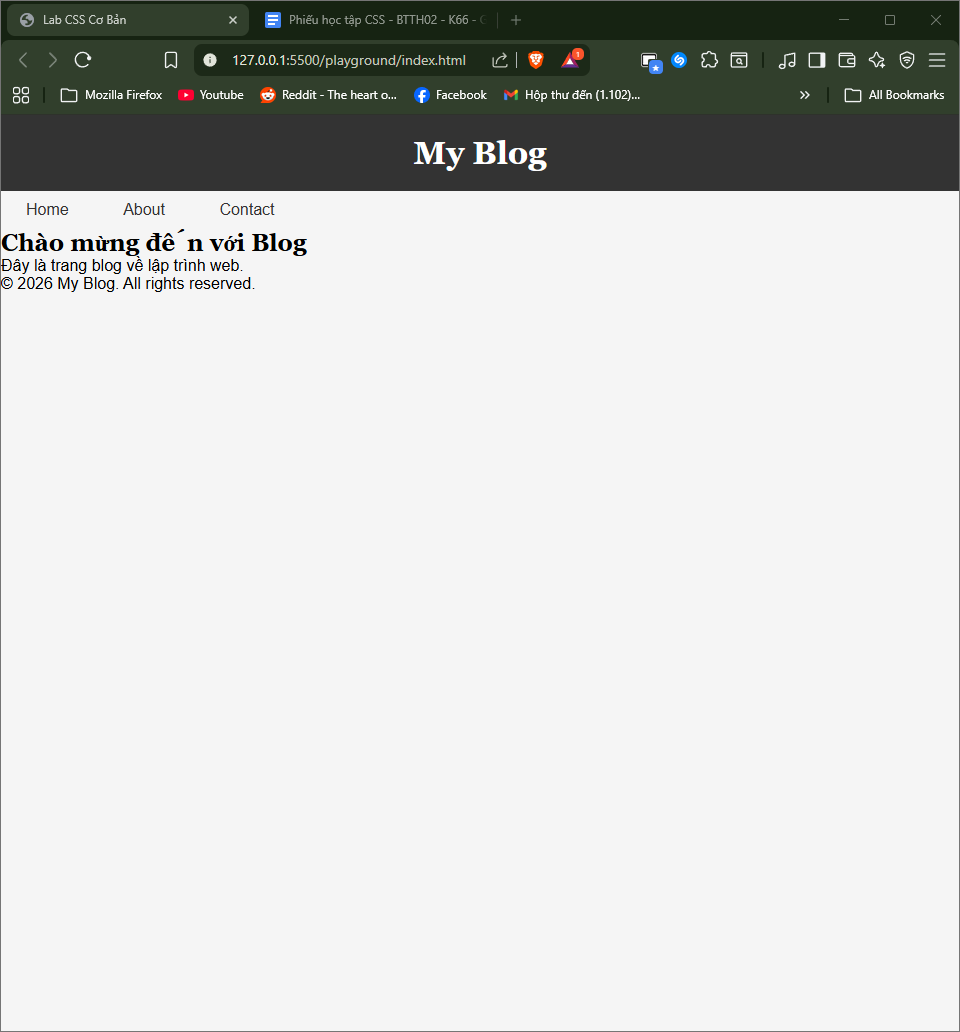 Lab CSS Cơ Bản
Phiếu học tập CSS - BTTH02 - K66 -
127.0.0.1:5500/playground/index.html
1
Mozilla Firefox
Youtube
Reddit - The heart o...
Facebook
Hộp thư đến (1.102)...
All Bookmarks
My Blog
Home About Contact
Chào mừng đến với Blog
Đây là trang blog về lập trình web.
© 2026 My Blog. All rights reserved.